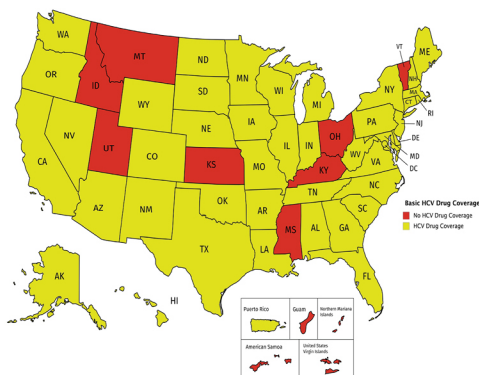 WA
MT
ND
MN
VT
ME
OR
ID
SD
WI
NH
NY
MA
CT
RI
WY
MI
IA
PA
NJ
NE
NV
OH
DE
IL
IN
UT
CO
WV
MD
VA
DC
CA
KS
MO
KY
NC
TN
OK
AR
SC
AZ
NM
MS
AL
GA
TX
LA
FL
AK
HI
Basic HCV Drug Coverage
No HCV Drug Coverage
HCV Drug Coverage
Puerto Rico
Guam
Northern Mariana
Islands
American Samoa
United States
Virgin Islands